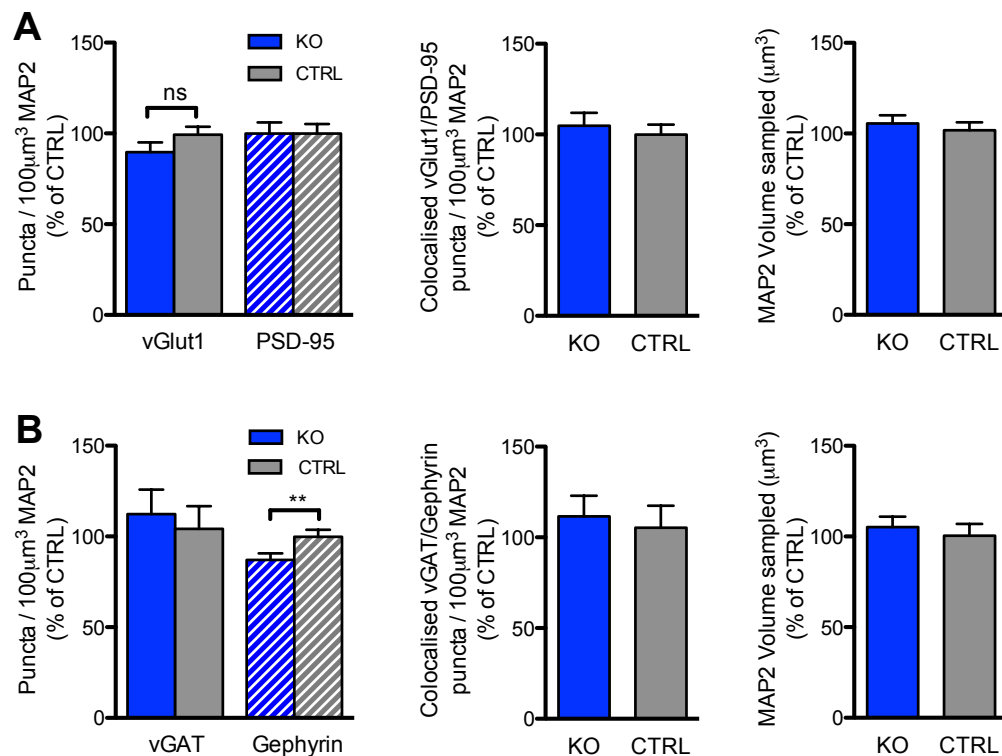 A
Puncta / 100μm³ MAP2
(% of CTRL)
150
100
50
0
KO
CTRL
ns
vGlut1
PSD-95
Colocalised vGlut1/PSD-95
puncta / 100μm³ MAP2
(% of CTRL)
150
100
50
0
KO
CTRL
MAP2 Volume sampled (μm³)
(% of CTRL)
150
100
50
0
KO
CTRL
B
Puncta / 100μm³ MAP2
(% of CTRL)
150
100
50
0
KO
CTRL
**
vGAT
Gephyrin
Colocalised vGAT/Gephyrin
puncta / 100μm³ MAP2
(% of CTRL)
150
100
50
0
KO
CTRL
MAP2 Volume sampled (μm³)
(% of CTRL)
150
100
50
0
KO
CTRL